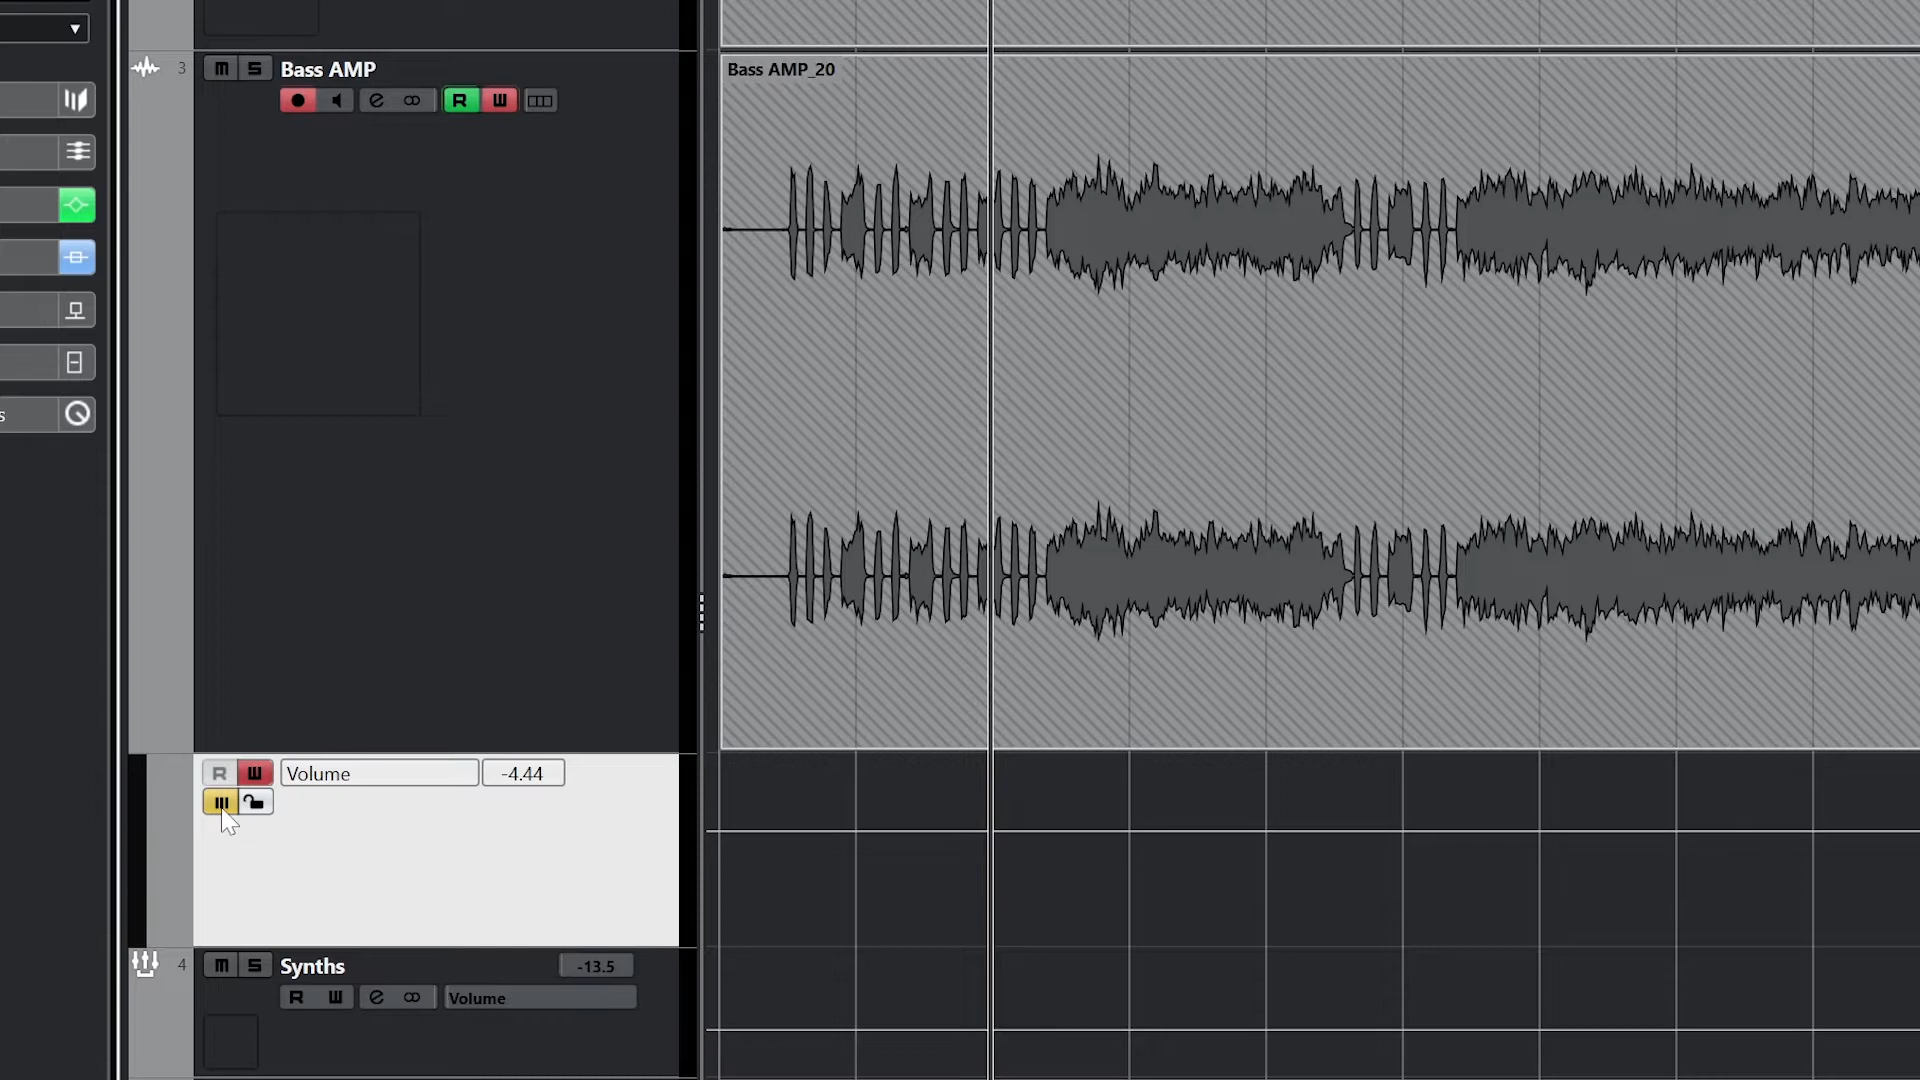 3 M S Bass AMP
R W
Bass AMP_20
s
R W Volume -4.44
4 M S Synths -13.5
R W e Volume